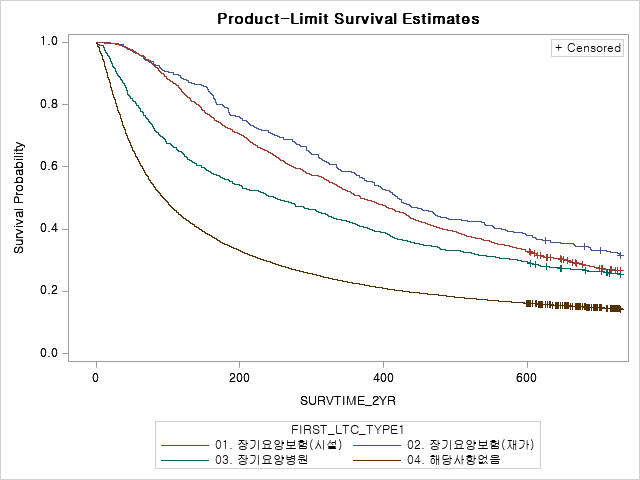 Product-Limit Survival Estimates
+ Censored
Survival Probability
1.0
0.8
0.6
0.4
0.2
0.0
0 200 400 600
SURVTIME_2YR
FIRST_LTC_TYPE1
01. 장기요양보험(시설) 02. 장기요양보험(재가)
03. 장기요양병원 04. 해당사항없음